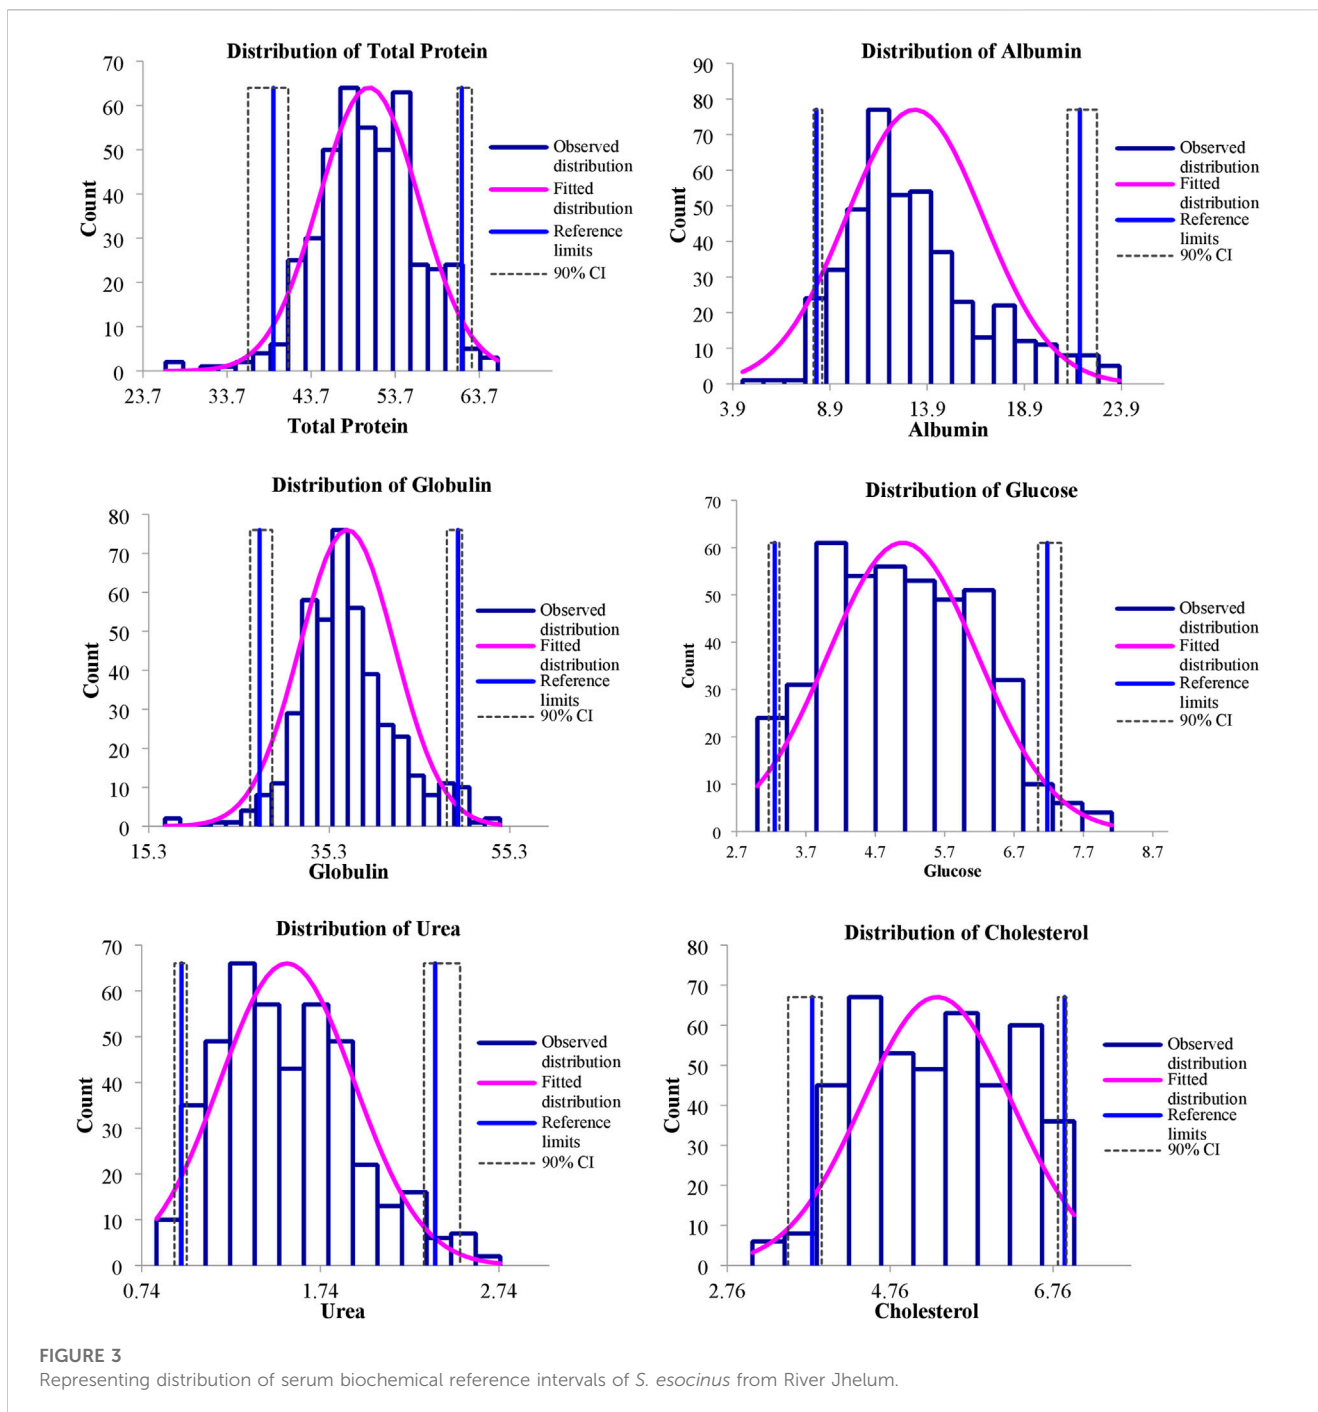 Distribution of Total Protein
70
60
50
40
30
20
10
0
Count
23.7 33.7 43.7 53.7 63.7
Total Protein
Observed
distribution
Fitted
distribution
Reference
limits
90% CI
Distribution of Albumin
90
80
70
60
50
40
30
20
10
0
Count
3.9 8.9 13.9 18.9 23.9
Albumin
Observed
distribution
Fitted
distribution
Reference
limits
90% CI
Distribution of Globulin
80
70
60
50
40
30
20
10
0
Count
15.3 35.3 55.3
Globulin
Observed
distribution
Fitted
distribution
Reference
limits
90% CI
Distribution of Glucose
70
60
50
40
30
20
10
0
Count
2.7 3.7 4.7 5.7 6.7 7.7 8.7
Glucose
Observed
distribution
Fitted
distribution
Reference
limits
90% CI
Distribution of Urea
70
60
50
40
30
20
10
0
Count
0.74 1.74 2.74
Urea
Observed
distribution
Fitted
distribution
Reference
limits
90% CI
Distribution of Cholesterol
80
70
60
50
40
30
20
10
0
Count
2.76 4.76 6.76
Cholesterol
Observed
distribution
Fitted
distribution
Reference
limits
90% CI
FIGURE 3
Representing distribution of serum biochemical reference intervals of S. esocinus from River Jhelum.